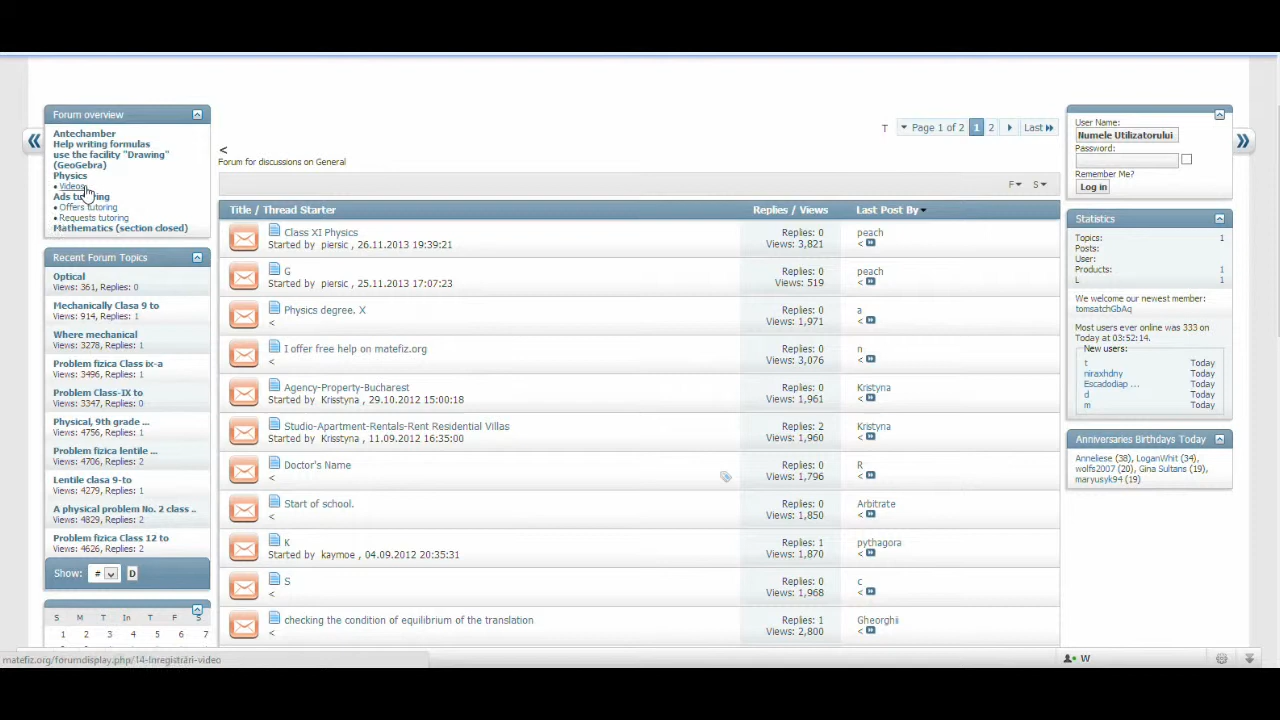 Forum overview
Antechamber
Help writing formulas
use the facility "Drawing"
(GeoGebra)
Physics
Videos
Ads tutoring
Offers tutoring
Requests tutoring
Mathematics (section closed)
Recent Forum Topics
Optical
Views: 361, Replies: 0
Mechanically Clasa 9 to
Views: 914, Replies: 1
Where mechanical
Views: 3278, Replies: 1
Problem fizica Class ix-a
Views: 3496, Replies: 1
Problem Class-IX to
Views: 3347, Replies: 0
Physical, 9th grade ...
Views: 4756, Replies: 1
Problem fizica lentile ...
Views: 4706, Replies: 2
Lentile clasa 9-to
Views: 4279, Replies: 1
A physical problem No. 2 class ..
Views: 4829, Replies: 2
Problem fizica Class 12 to
Views: 4626, Replies: 2
Show: # D
S M T In T F S
1 2 3 4 5 6 7
T Page 1 of 2 1 2 Last
<
Forum for discussions on General
F S
Title / Thread Starter Replies / Views Last Post By
Class XI Physics Replies: 0 peach
Started by piersic , 26.11.2013 19:39:21 Views: 3,821 <
G Replies: 0 peach
Started by piersic , 25.11.2013 17:07:23 Views: 519 <
Physics degree. X Replies: 0 a
< Views: 1,971 <
I offer free help on matefiz.org Replies: 0 n
< Views: 3,076 <
Agency-Property-Bucharest Replies: 0 Kristyna
Started by Krisstyna , 29.10.2012 15:00:18 Views: 1,961 <
Studio-Apartment-Rentals-Rent Residential Villas Replies: 2 Kristyna
Started by Krisstyna , 11.09.2012 16:35:00 Views: 1,960 <
Doctor's Name Replies: 0 R
< Views: 1,796 <
Start of school. Replies: 0 Arbitrate
< Views: 1,850 <
K Replies: 1 pythagora
Started by kaymoe , 04.09.2012 20:35:31 Views: 1,870 <
S Replies: 0 c
< Views: 1,968 <
checking the condition of equilibrium of the translation Replies: 1 Gheorghii
< Views: 2,800 <
User Name:
Numele Utilizatorului
Password:
Remember Me?
Log in
Statistics
Topics: 1
Posts:
User:
Products: 1
L 1
We welcome our newest member:
tomsatchGbAq
Most users ever online was 333 on
Today at 03:52:14.
New users:
t Today
niraxhdny Today
Escadodiap ... Today
d Today
m Today
Anniversaries Birthdays Today
Anneliese (38), LoganWhit (34),
wolfs2007 (20), Gina Sultans (19),
maryusyk94 (19)
matefiz.org/forumdisplay.php/14-Inregistrări-video
W